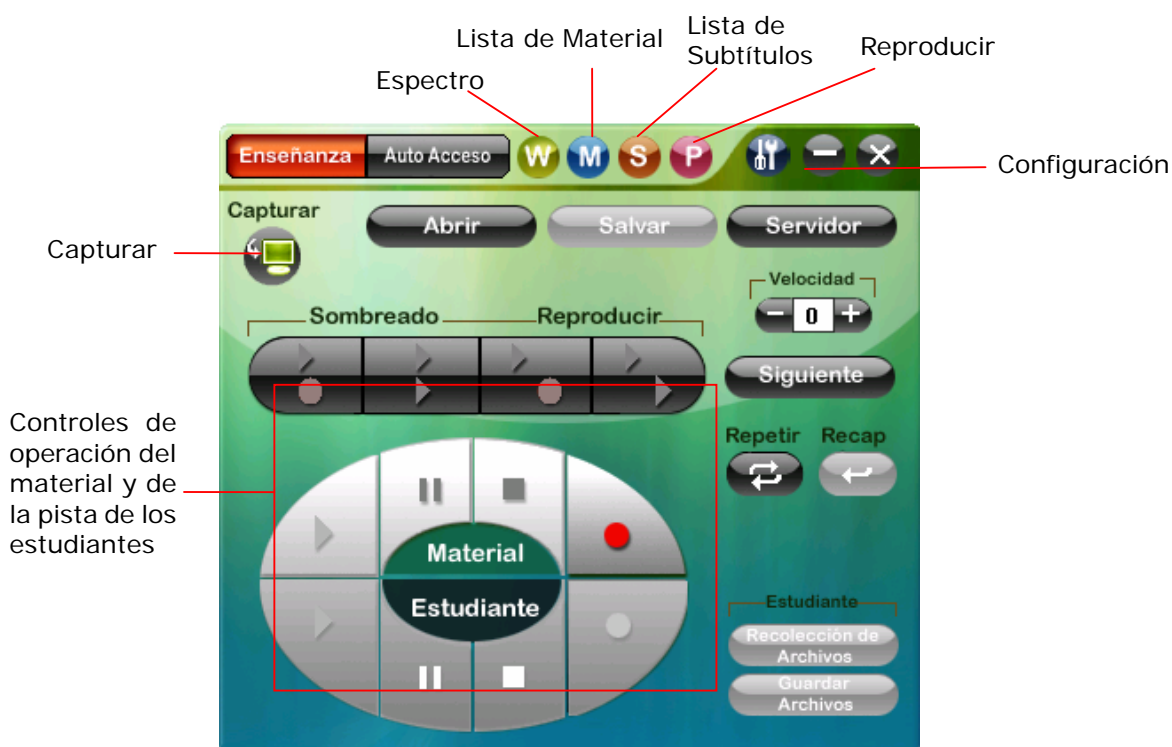 Lista de Material
Lista de
Subtítulos
Reproducir
Espectro
Enseñanza
Auto Acceso
W
M
S
P
Configuración
Capturar
Abrir
Salvar
Servidor
Capturar
Velocidad
0
Sombreado
Reproducir
Siguiente
Controles de
operación del
material y de
la pista de los
estudiantes
Repetir
Recap
Material
Estudiante
Estudiante
Recolección de
Archivos
Guardar
Archivos